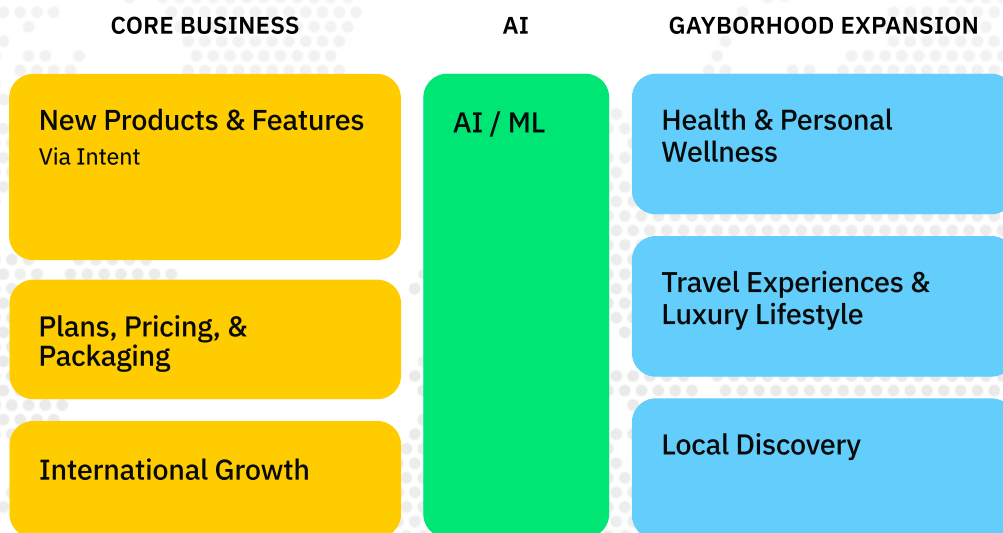 CORE BUSINESS
AI
GAYBORHOOD EXPANSION
New Products & Features
Via Intent
Plans, Pricing, &
Packaging
International Growth
AI / ML
Health & Personal
Wellness
Travel Experiences &
Luxury Lifestyle
Local Discovery